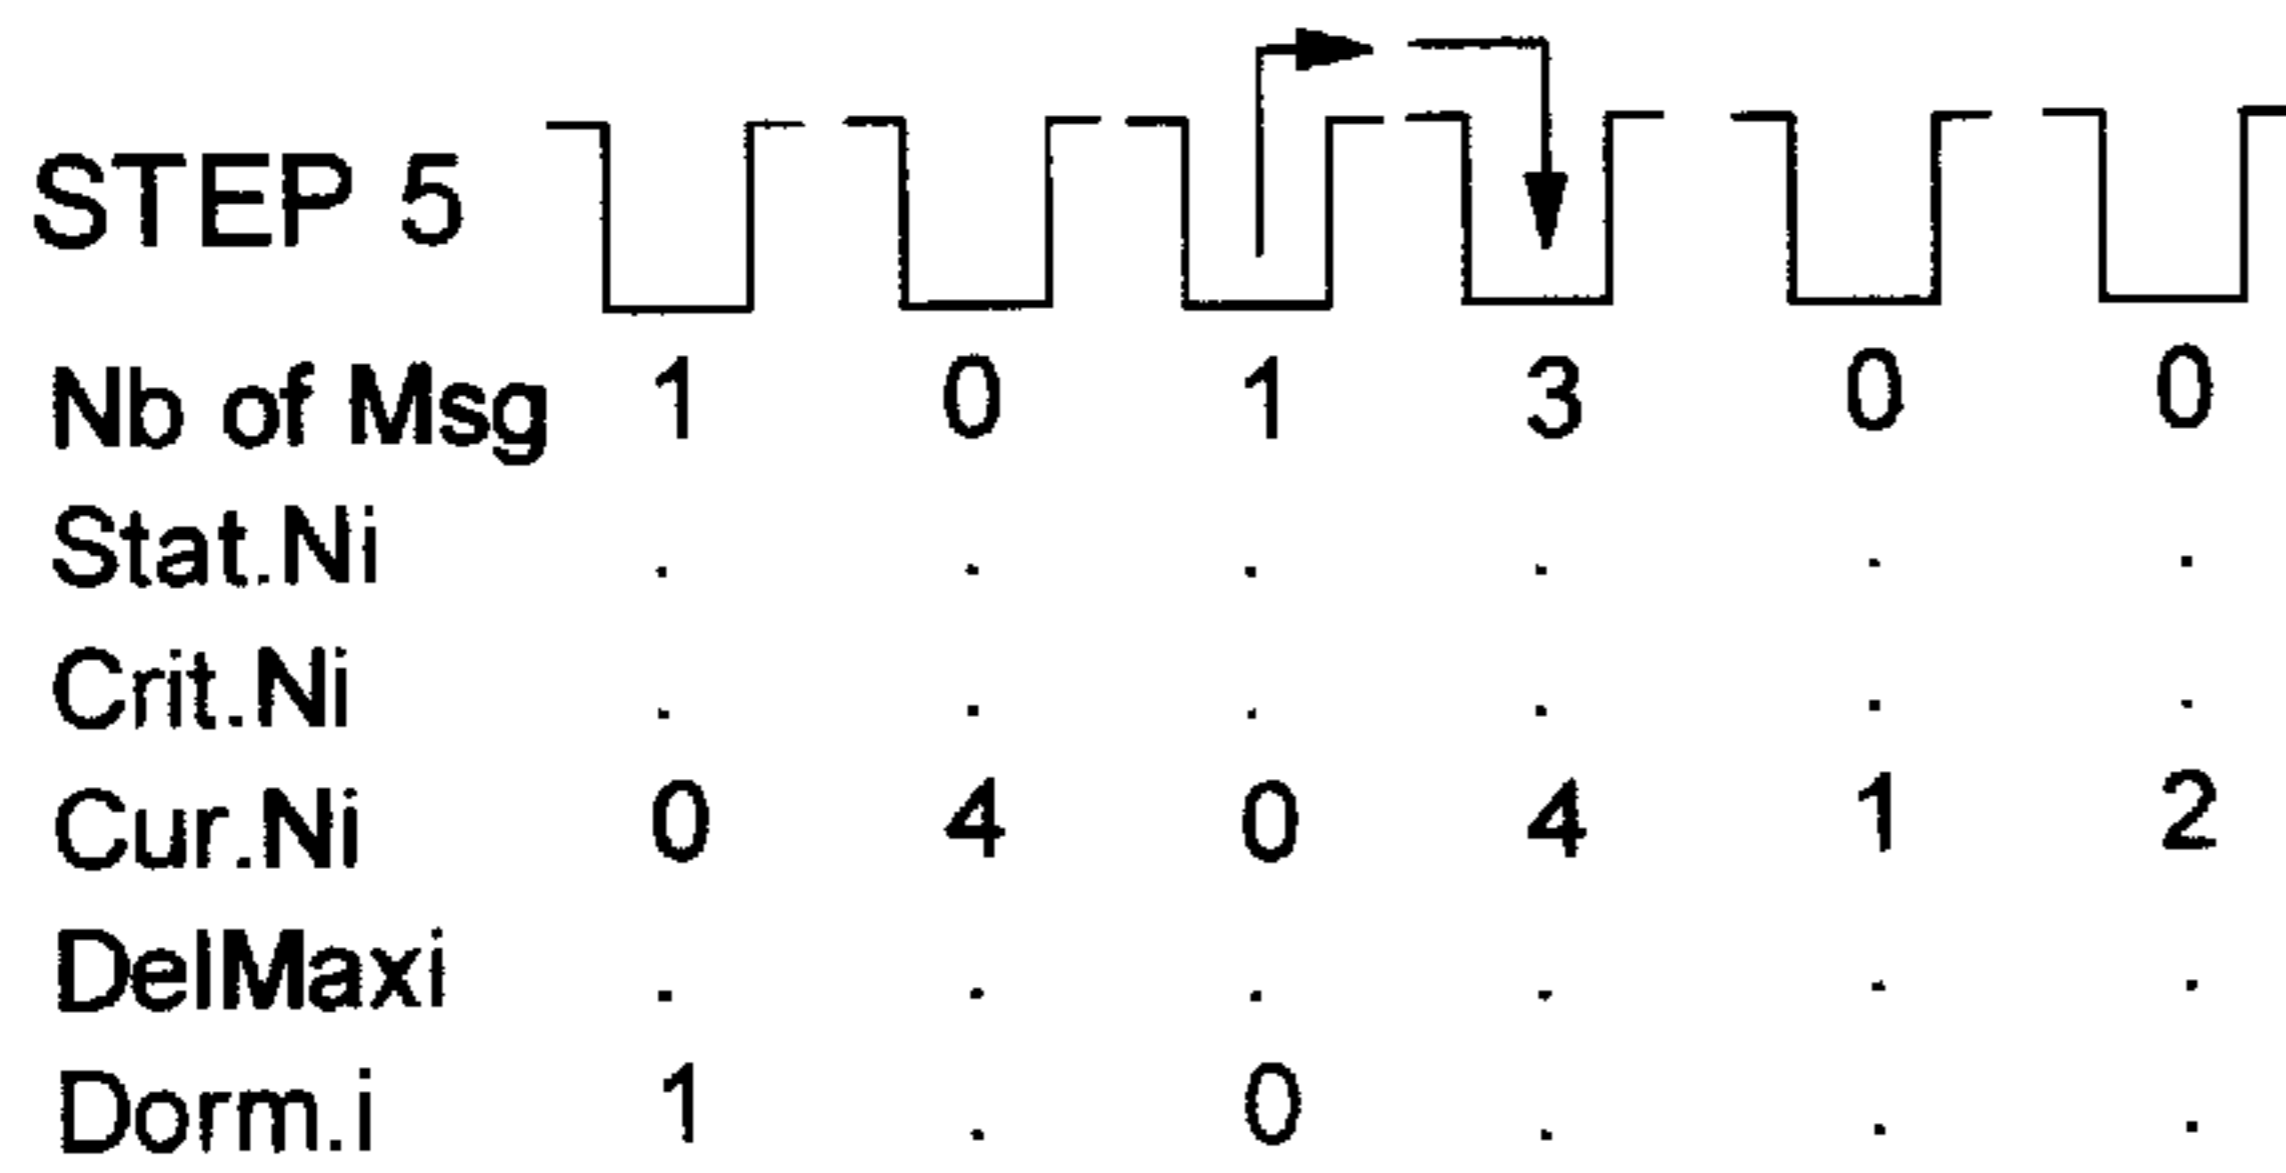 STEP 5
Nb of Msg 1 0 1 3 0 0
Stat.Ni . . . . . .
Crit.Ni . . . . . .
Cur.Ni 0 4 0 4 1 2
DelMaxi . . . . . .
Dorm.i 1 . 0 . . .